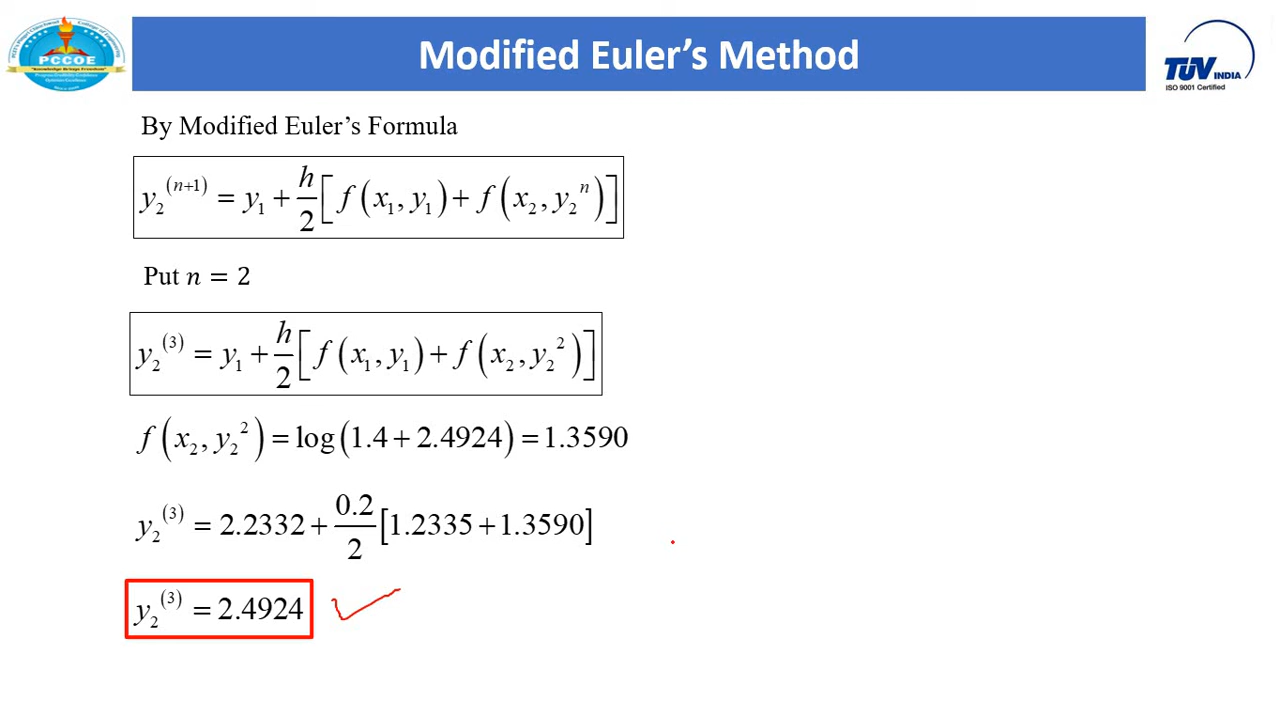 PCCOE
Modified Euler's Method
TÜV INDIA
ISO 9001 Certified
By Modified Euler's Formula
y₂⁽ⁿ⁺¹⁾ = y₁ + h/2 [ f(x₁, y₁) + f(x₂, y₂ⁿ) ]
Put n = 2
y₂⁽³⁾ = y₁ + h/2 [ f(x₁, y₁) + f(x₂, y₂²) ]
f(x₂, y₂²) = log(1.4 + 2.4924) = 1.3590
y₂⁽³⁾ = 2.2332 + 0.2/2 [1.2335 + 1.3590]
y₂⁽³⁾ = 2.4924